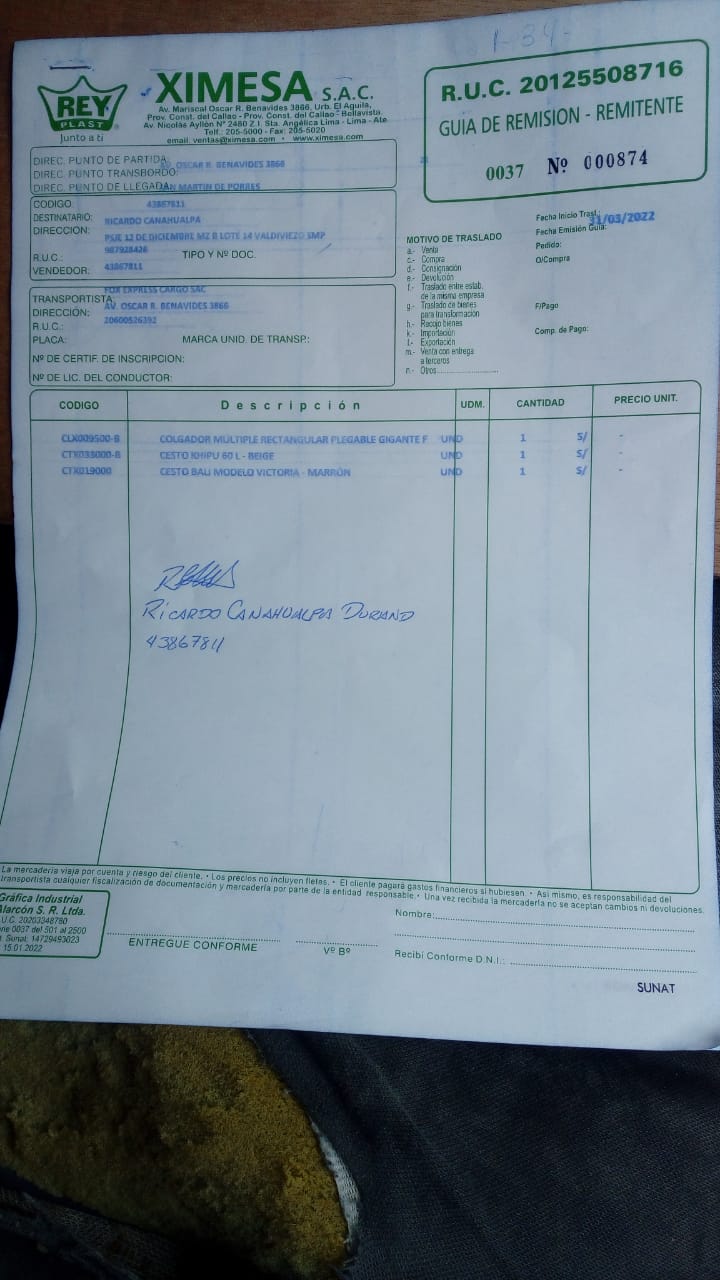 1-34-
REY
PLAST
Junto a ti
XIMESA S.A.C.
Av. Mariscal Oscar R. Benavides 3866, Urb. El Aguila,
Prov. Const. del Callao - Prov. Const. del Callao - Bellavista.
Av. Nicolás Ayllón Nº 2480 Z.I. Sta. Angélica Lima - Lima - Ate
Telf.: 205-5000 - Fax: 205-5020
email: ventas@ximesa.com • www.ximesa.com
R.U.C. 20125508716
GUIA DE REMISION - REMITENTE
0037 Nº 000874
DIREC. PUNTO DE PARTIDA: AV. OSCAR R. BENAVIDES 3866
DIREC. PUNTO TRANSBORDO:
DIREC. PUNTO DE LLEGADA: SAN MARTIN DE PORRES
CODIGO: 43867811
DESTINATARIO: RICARDO CANAHUALPA
DIRECCION: PSJE 12 DE DICIEMBRE MZ B LOTE 14 VALDIVIEZO SMP
R.U.C.: 987928426 TIPO Y Nº DOC.
VENDEDOR: 43867811
Fecha Inicio Trasl.: 31/03/2022
Fecha Emisión Guía:
Pedido:
O/Compra
F/Pago
Comp. de Pago:
MOTIVO DE TRASLADO
a.- Venta
c.- Compra
d.- Consignación
e.- Devolución
f.- Traslado entre estab.
de la misma empresa
g.- Traslado de bienes
para transformación
h.- Recojo bienes
k.- Importación
l.- Exportación
m.- Venta con entrega
a terceros
n.- Otros
TRANSPORTISTA: FOX EXPRESS CARGO SAC
DIRECCIÓN: AV. OSCAR R. BENAVIDES 3866
R.U.C.: 20600526392
PLACA: MARCA UNID. DE TRANSP.:
Nº DE CERTIF. DE INSCRIPCION:
Nº DE LIC. DEL CONDUCTOR:
CODIGO Descripción UDM. CANTIDAD PRECIO UNIT.
CLX009500-B COLGADOR MULTIPLE RECTANGULAR PLEGABLE GIGANTE F UND 1 S/ -
CTX033000-B CESTO KHIPU 60 L - BEIGE UND 1 S/ -
CTX019000 CESTO BALI MODELO VICTORIA - MARRÓN UND 1 S/ -
RICARDO CANAHUALPA DURAND
43867811
La mercadería viaja por cuenta y riesgo del cliente. • Los precios no incluyen fletes. • El cliente pagará gastos financieros si hubiesen. • Asi mismo, es responsabilidad del
transportista cualquier fiscalización de documentación y mercadería por parte de la entidad responsable. • Una vez recibida la mercadería no se aceptan cambios ni devoluciones.
Gráfica Industrial
Alarcón S. R. Ltda.
U.C. 20203348760
rie 0037 del 501 al 2500
t. Sunat: 14729493023
15.01.2022
ENTREGUE CONFORME
Vº Bº
Nombre:
Recibí Conforme D.N.I.:
SUNAT